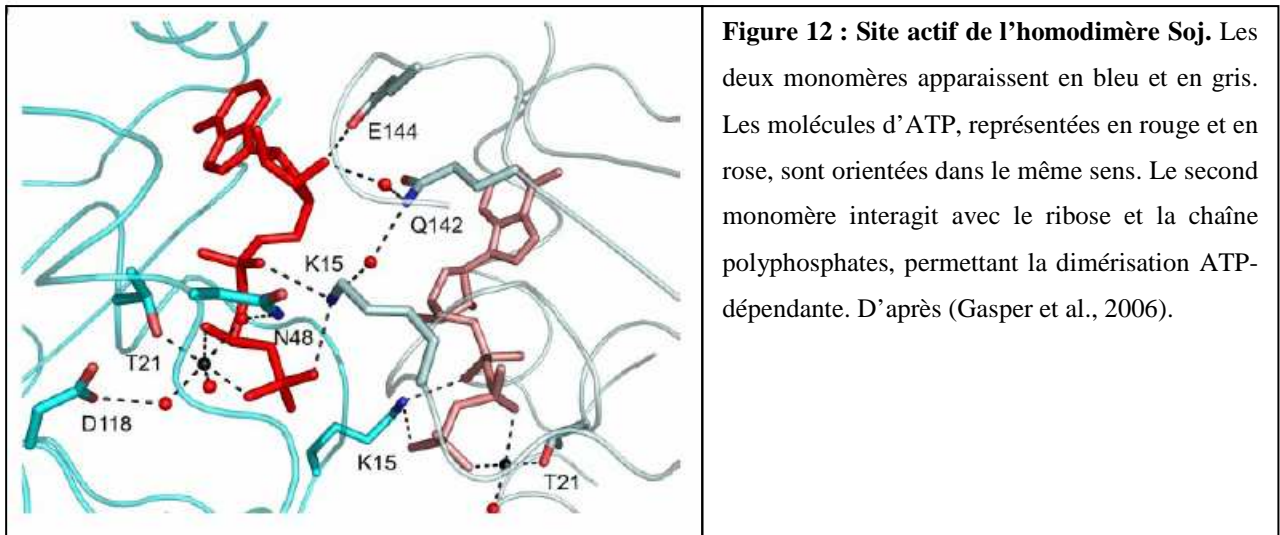 E144
Q142
K15
N48
T21
D118
K15
T21
Figure 12 : Site actif de l’homodimère Soj. Les
deux monomères apparaissent en bleu et en gris.
Les molécules d’ATP, représentées en rouge et en
rose, sont orientées dans le même sens. Le second
monomère interagit avec le ribose et la chaîne
polyphosphates, permettant la dimérisation ATP-
dépendante. D’après (Gasper et al., 2006).